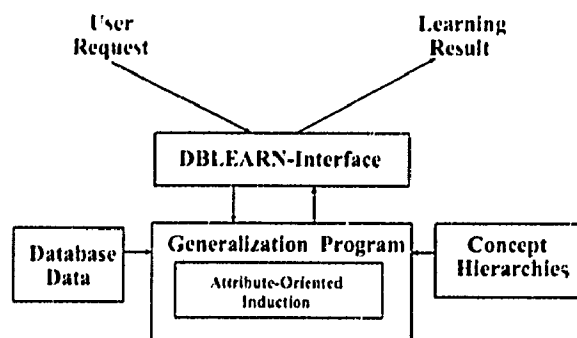 User
Request
Learning
Result
DBLEARN-Interface
Generalization Program
Database
Data
Attribute-Oriented
Induction
Concept
Hierarchies